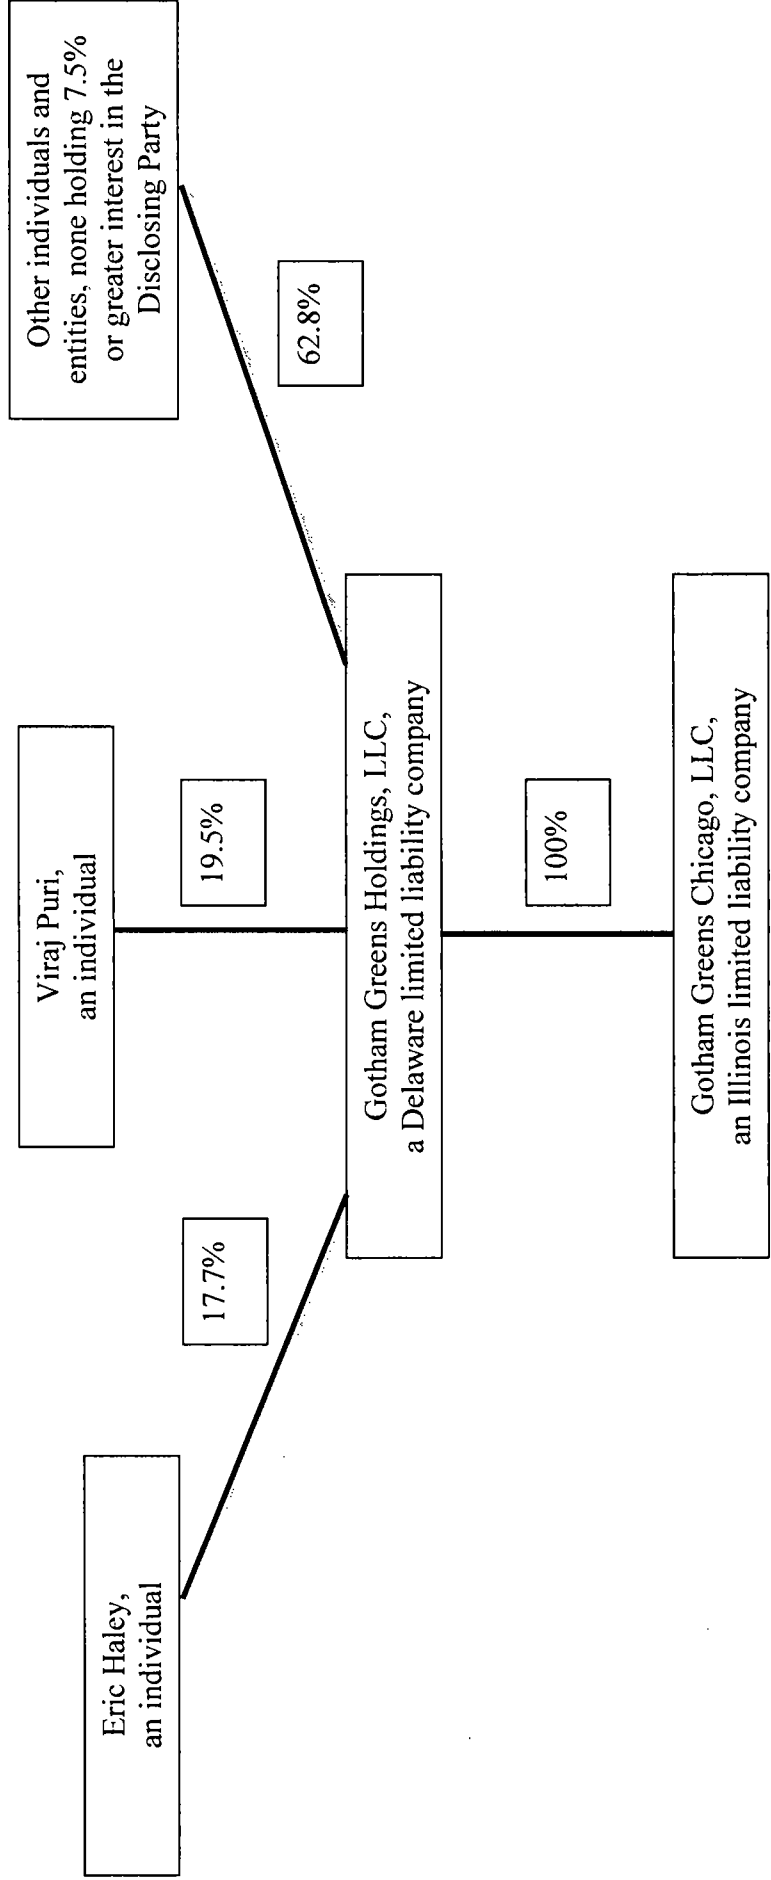 Eric Haley,
an individual
17.7%
Viraj Puri,
an individual
19.5%
Other individuals and
entities, none holding 7.5%
or greater interest in the
Disclosing Party
62.8%
Gotham Greens Holdings, LLC,
a Delaware limited liability company
100%
Gotham Greens Chicago, LLC,
an Illinois limited liability company